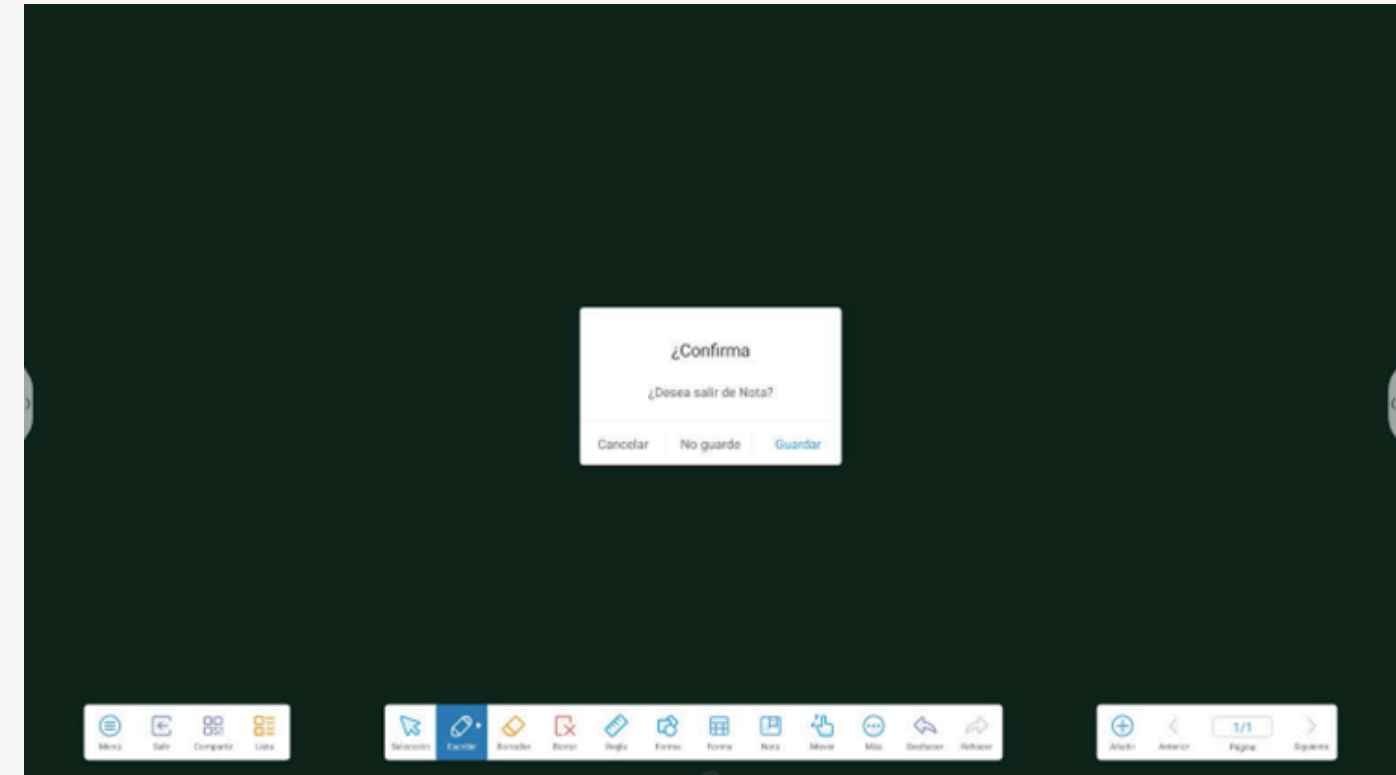 ¿Confirma
¿Desea salir de Nota?
Cancelar No guarde Guardar
Menú Salir Compartir Lista
Selección Escribir Borrador Borrar Regla Forma Forma Nota Mover Más Deshacer Rehacer
Añadir Anterior 1/1 Página Siguiente